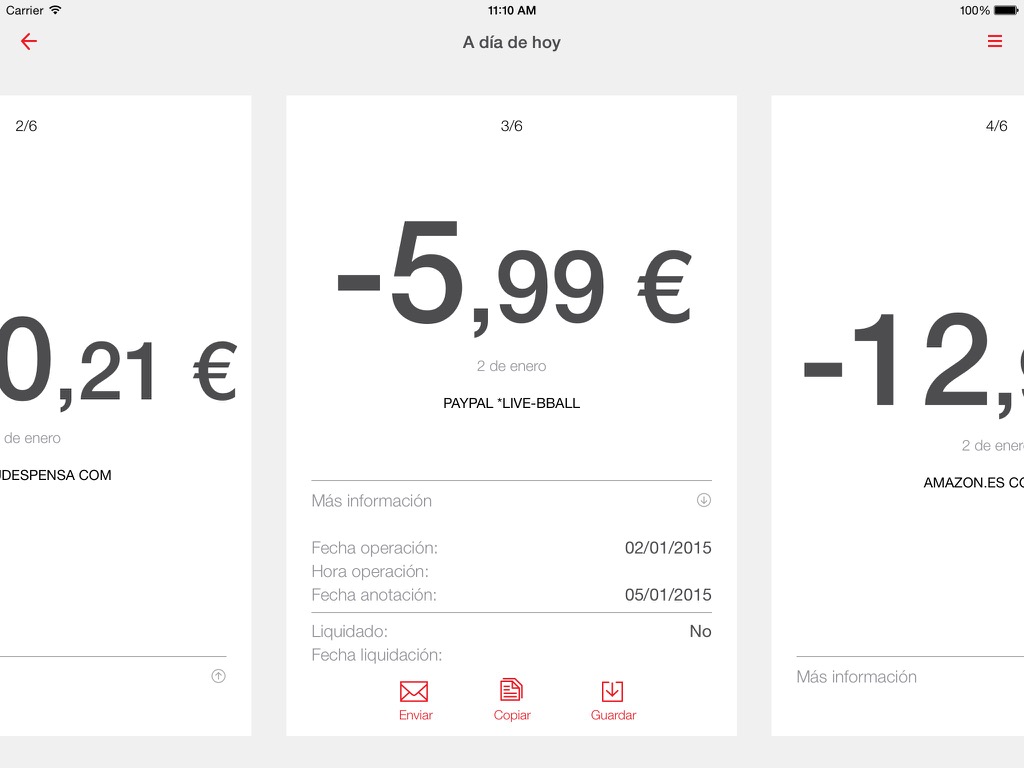 Carrier 11:10 AM 100%
A día de hoy
2/6
0,21 €
de enero
DESPENSA COM
3/6
-5,99 €
2 de enero
PAYPAL *LIVE-BBALL
Más información
Fecha operación: 02/01/2015
Hora operación:
Fecha anotación: 05/01/2015
Liquidado: No
Fecha liquidación:
Enviar Copiar Guardar
4/6
-12,
2 de ener
AMAZON.ES CO
Más información